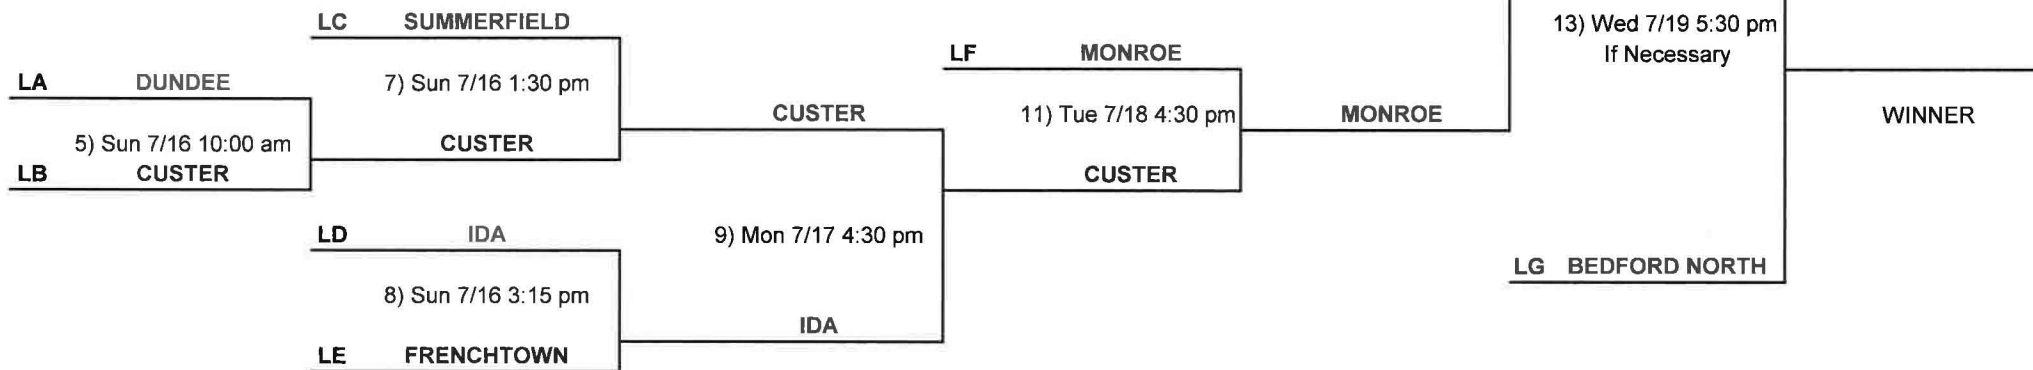 LC SUMMERFIELD
13) Wed 7/19 5:30 pm
If Necessary
LF MONROE
LA DUNDEE
7) Sun 7/16 1:30 pm
CUSTER
11) Tue 7/18 4:30 pm
MONROE
WINNER
5) Sun 7/16 10:00 am
CUSTER
LB CUSTER
CUSTER
LD IDA
9) Mon 7/17 4:30 pm
LG BEDFORD NORTH
8) Sun 7/16 3:15 pm
IDA
LE FRENCHTOWN